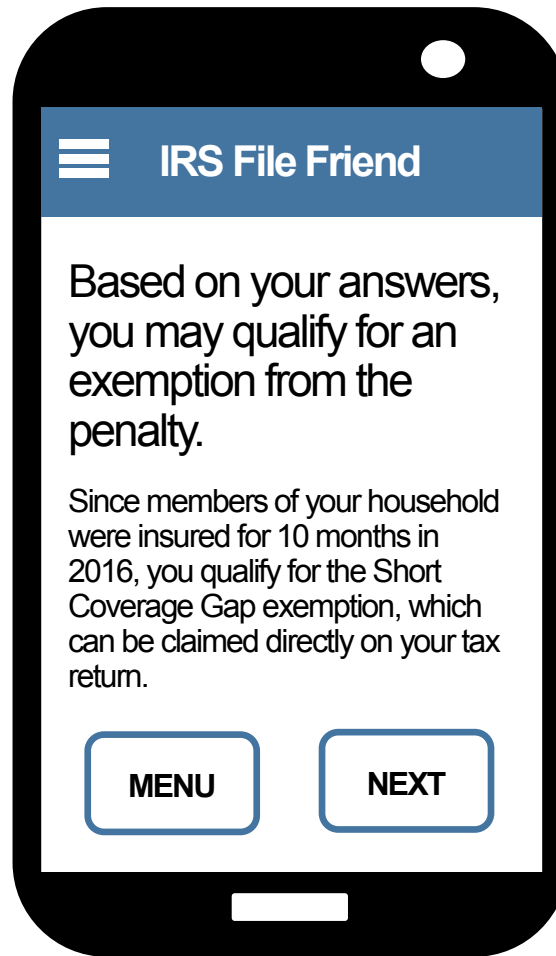 IRS File Friend
Based on your answers,
you may qualify for an
exemption from the
penalty.
Since members of your household
were insured for 10 months in
2016, you qualify for the Short
Coverage Gap exemption, which
can be claimed directly on your tax
return.
MENU
NEXT